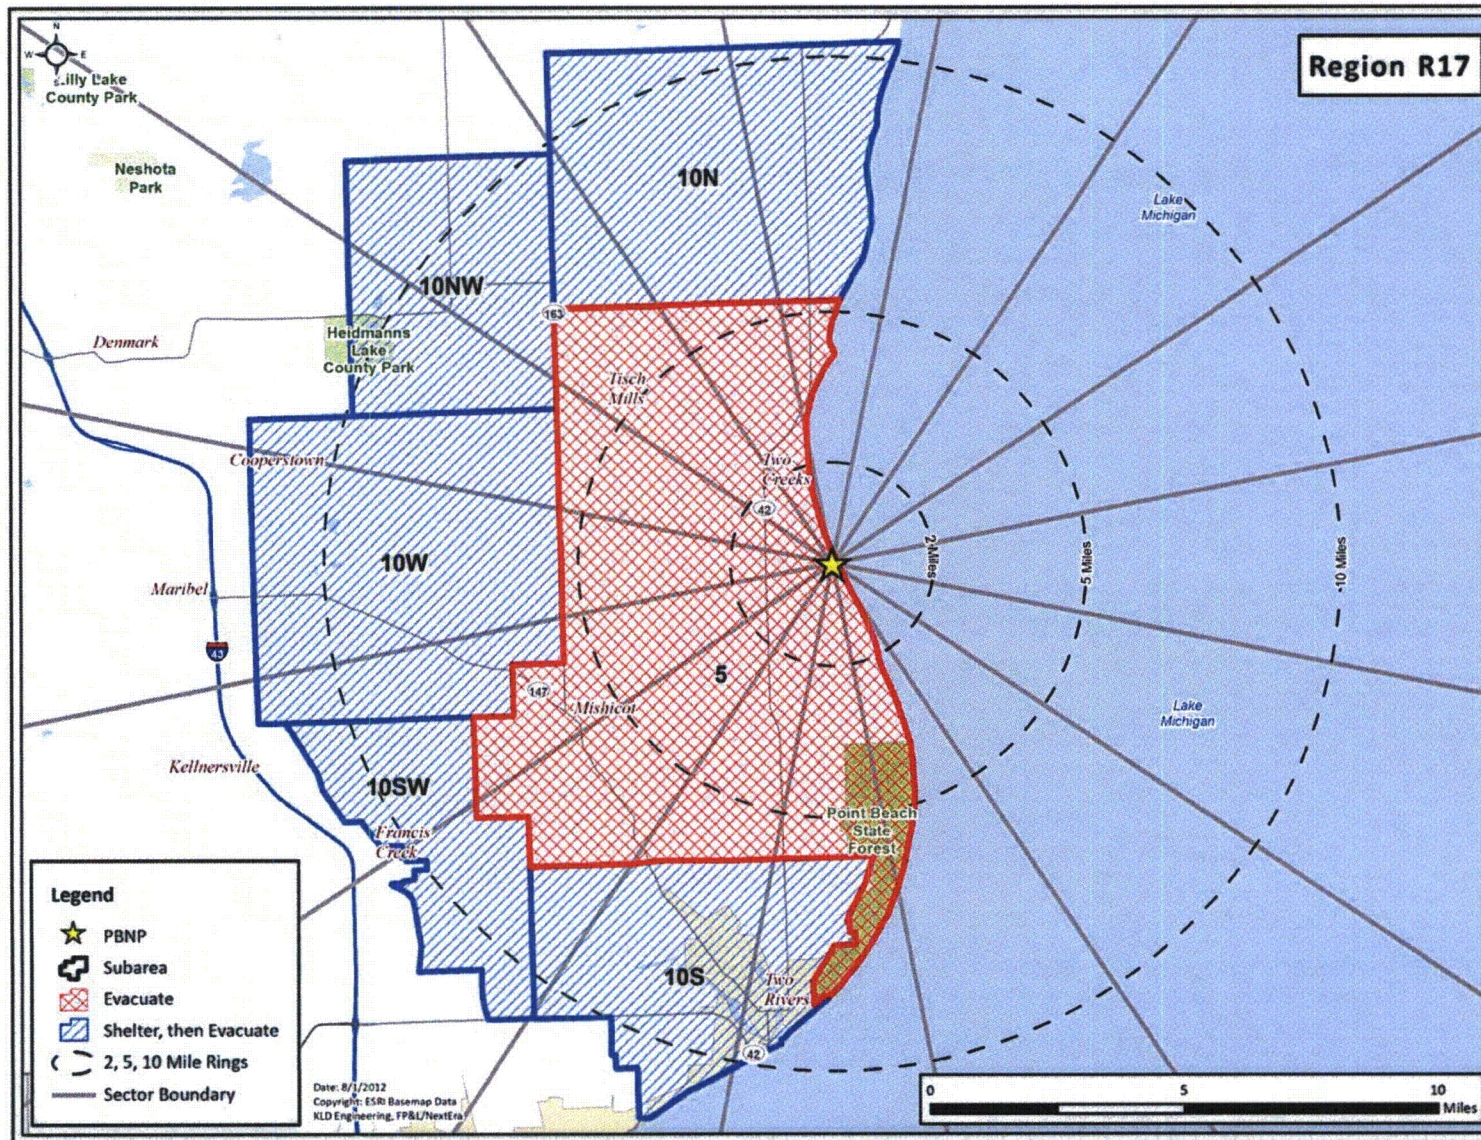 Region R17
N
W
E
S
Lilly Lake
County Park
Neshota
Park
10N
Lake
Michigan
10NW
163
Denmark
Heidmanns
Lake
County Park
Tisch
Mills
Cooperstown
Two
Creeks
42
10W
2 Miles
5 Miles
10 Miles
Maribel
43
5
147
Mishicot
Lake
Michigan
Kellnersville
10SW
Point Beach
State
Forest
Francis
Creek
10S
Two
Rivers
42
Legend
PBNP
Subarea
Evacuate
Shelter, then Evacuate
2, 5, 10 Mile Rings
Sector Boundary
Date: 8/1/2012
Copyright: ESRI Basemap Data
KLD Engineering, FP&L/NextEra
0
5
10
Miles